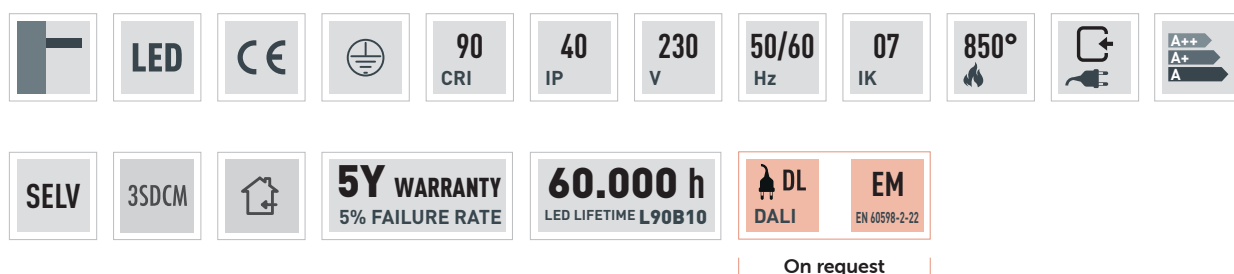 LED
CE
90
CRI
40
IP
230
V
50/60
Hz
07
IK
850°
A++
A+
A
SELV
3SDCM
5Y WARRANTY
5% FAILURE RATE
60.000 h
LED LIFETIME L90B10
DL
DALI
EM
EN 60598-2-22
On request